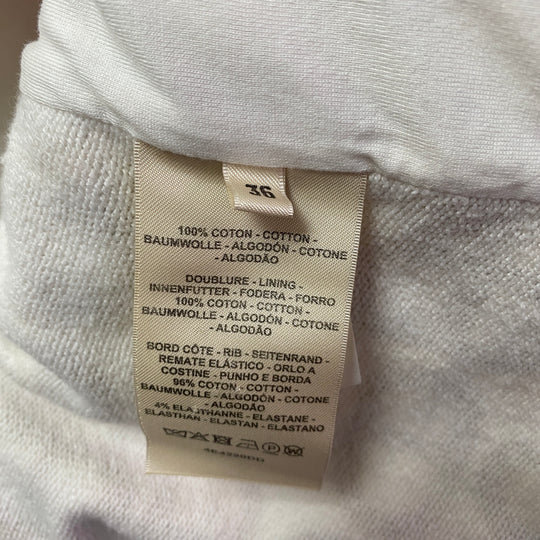 36
100% COTON - COTTON -
BAUMWOLLE - ALGODÓN - COTONE
- ALGODÃO
DOUBLURE - LINING -
INNENFUTTER - FODERA - FORRO
100% COTON - COTTON -
BAUMWOLLE - ALGODÓN - COTONE
- ALGODÃO
BORD CÔTE - RIB - SEITENRAND -
REMATE ELÁSTICO - ORLO A
COSTINE - PUNHO E BORDA
96% COTON - COTTON -
BAUMWOLLE - ALGODÓN - COTONE
- ALGODÃO
4% ELASTHANNE - ELASTANE -
ELASTHAN - ELASTAN - ELASTANO
P W